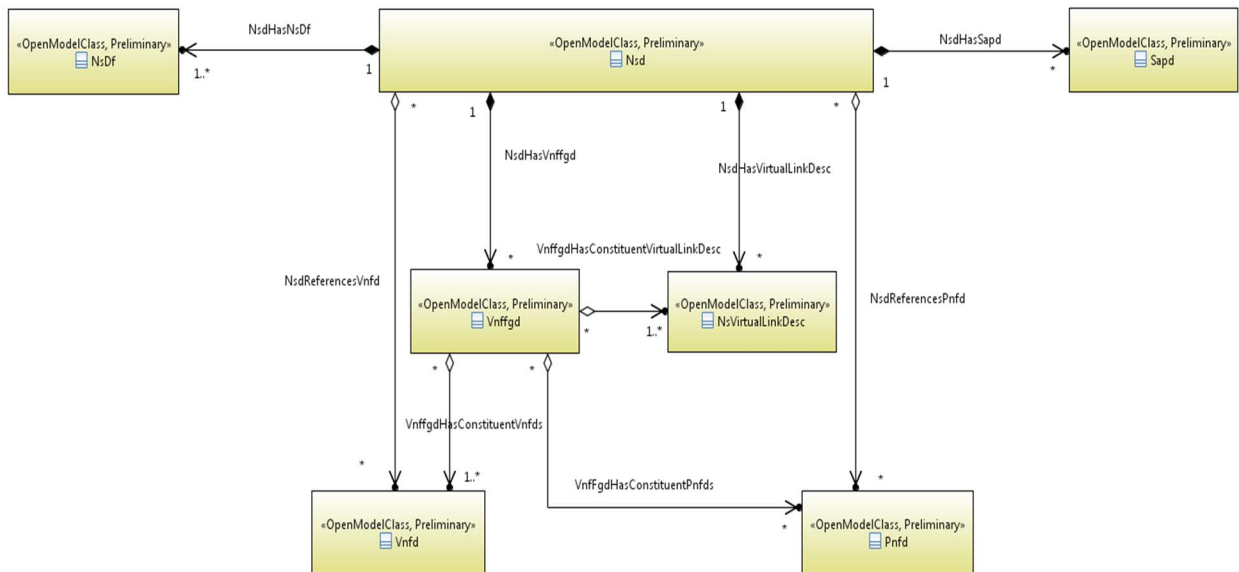 «OpenModelClass, Preliminary»
NsDf
NsdHasNsDf
1..*
1
«OpenModelClass, Preliminary»
Nsd
NsdHasSapd
1
*
«OpenModelClass, Preliminary»
Sapd
*
1
1
*
NsdHasVnffgd
NsdHasVirtualLinkDesc
*
*
VnffgdHasConstituentVirtualLinkDesc
NsdReferencesVnfd
NsdReferencesPnfd
«OpenModelClass, Preliminary»
Vnffgd
*
1..*
«OpenModelClass, Preliminary»
NsVirtualLinkDesc
*
*
VnffgdHasConstituentVnfds
*
1..*
VnfFgdHasConstituentPnfds
*
*
«OpenModelClass, Preliminary»
Vnfd
«OpenModelClass, Preliminary»
Pnfd